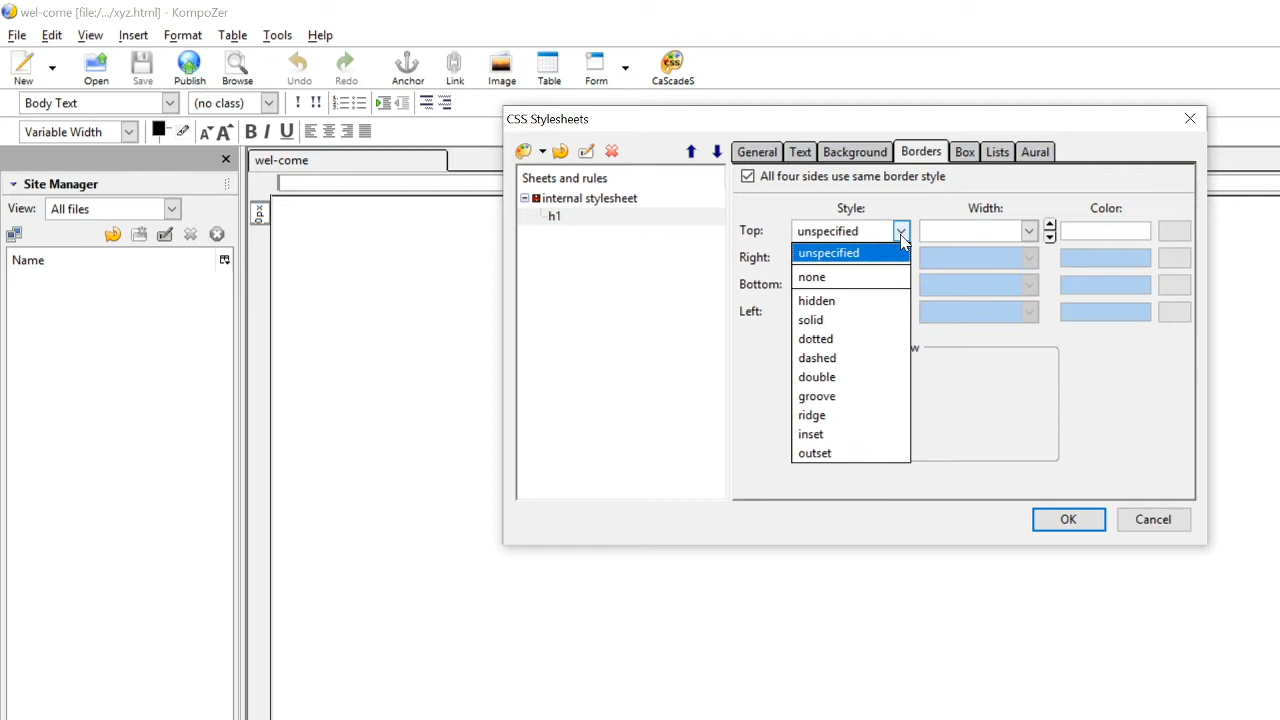 wel-come [file:/.../xyz.html] - KompoZer
File Edit View Insert Format Table Tools Help
New Open Save Publish Browse Undo Redo Anchor Link Image Table Form CaScadeS
Body Text (no class) ! !!
Variable Width A A B I U
wel-come
Site Manager
View: All files
Name
0px
CSS Stylesheets
Sheets and rules
internal stylesheet
h1
General Text Background Borders Box Lists Aural
All four sides use same border style
Style: Width: Color:
Top: unspecified
Right:
Bottom:
Left:
unspecified
none
hidden
solid
dotted
dashed
double
groove
ridge
inset
outset
w
OK Cancel